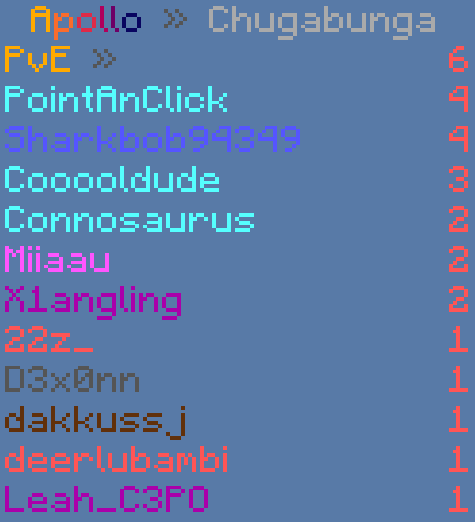 Apollo » Chugabunga
PvE » 6
PointAnClick 4
Sharkbob94349 4
Cooooldude 3
Connosaurus 2
Miiaau 2
X1angling 2
22z_ 1
D3x0nn 1
dakkuss_j 1
deerlubambi 1
Leah_C3PO 1